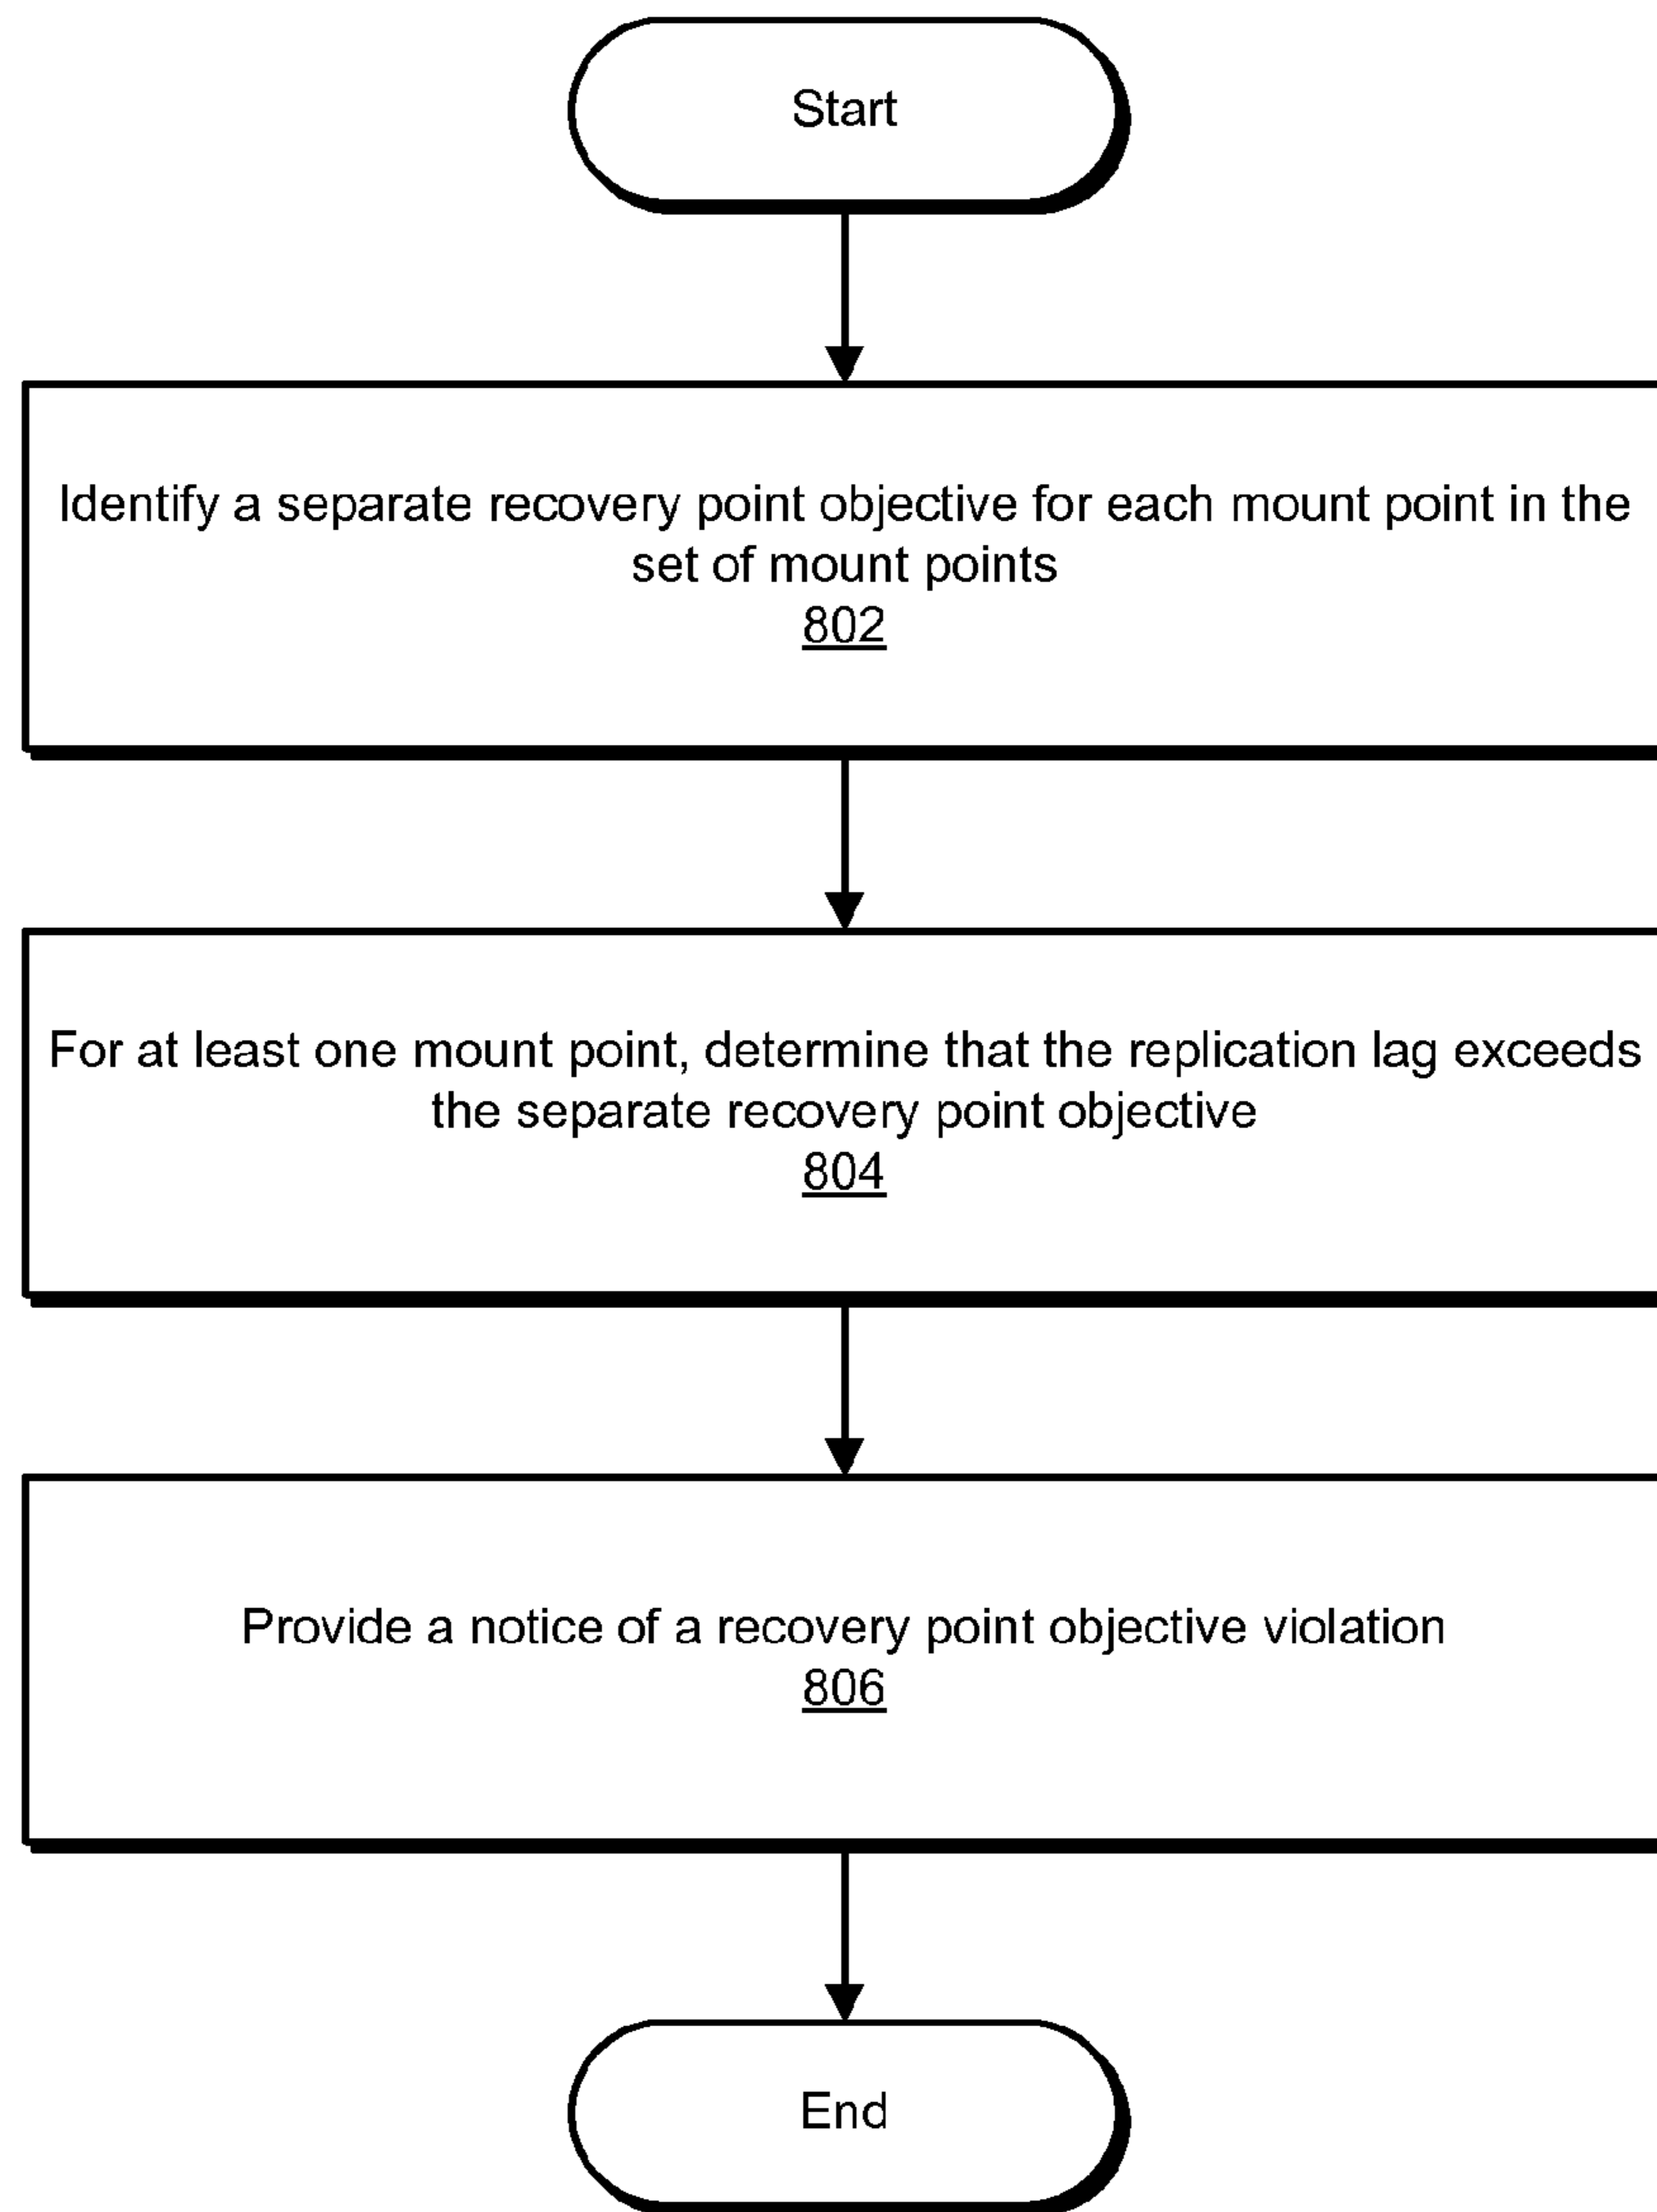 Start
Identify a separate recovery point objective for each mount point in the
set of mount points
802
For at least one mount point, determine that the replication lag exceeds
the separate recovery point objective
804
Provide a notice of a recovery point objective violation
806
End